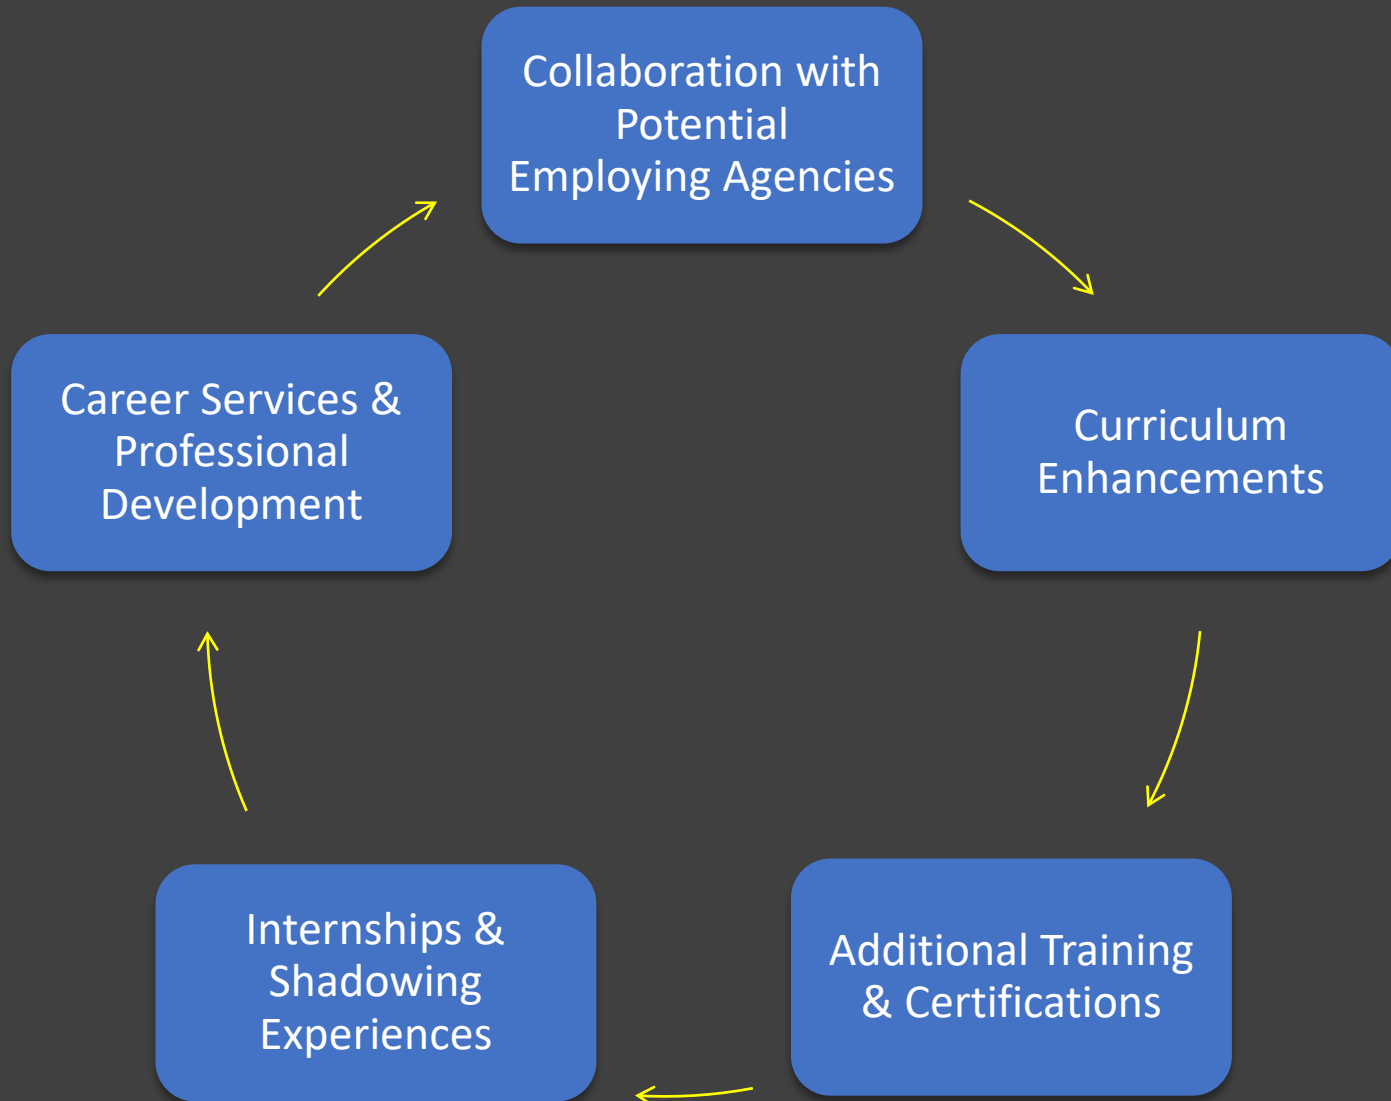 Collaboration with
Potential
Employing Agencies
Curriculum
Enhancements
Additional Training
& Certifications
Internships &
Shadowing
Experiences
Career Services &
Professional
Development